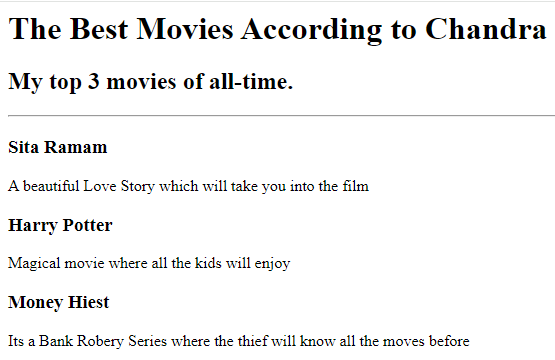 The Best Movies According to Chandra
My top 3 movies of all-time.
Sita Ramam
A beautiful Love Story which will take you into the film
Harry Potter
Magical movie where all the kids will enjoy
Money Hiest
Its a Bank Robery Series where the thief will know all the moves before